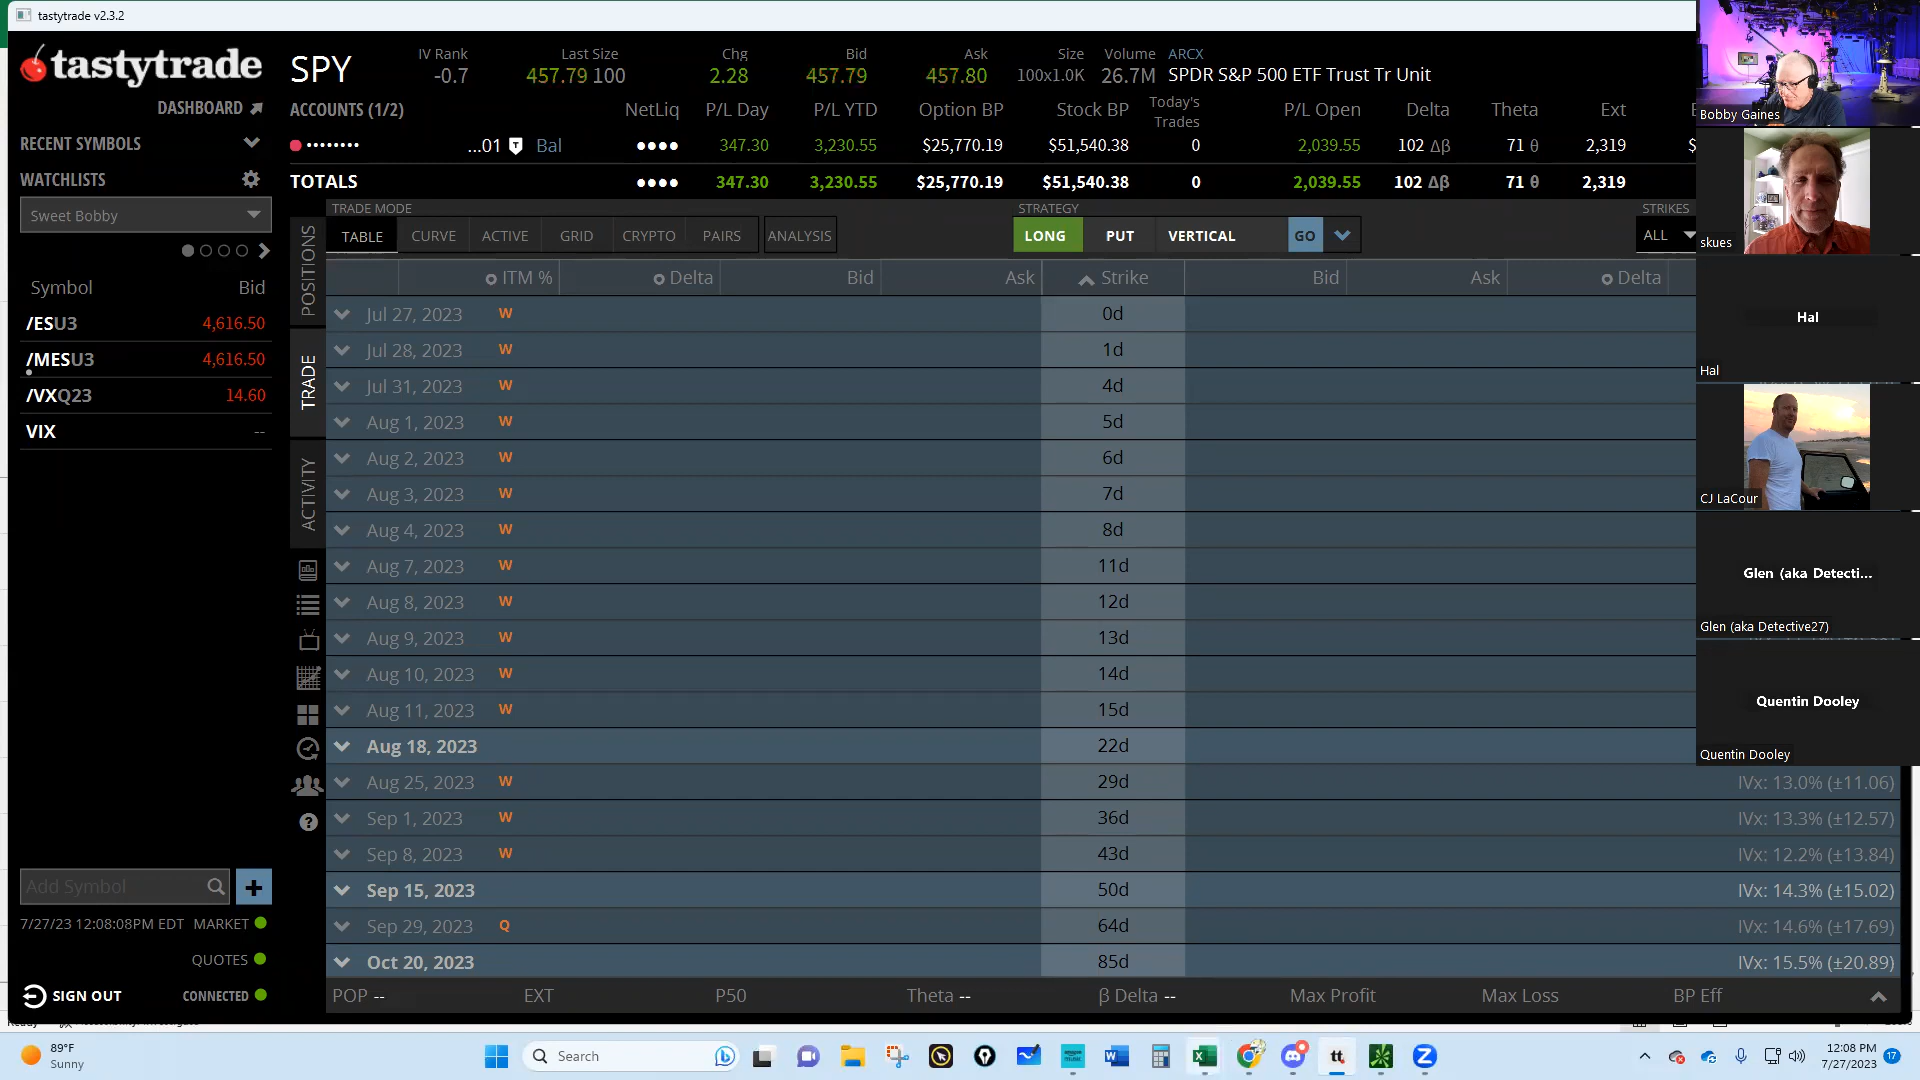 tastytrade v2.3.2
tastytrade
DASHBOARD
RECENT SYMBOLS
WATCHLISTS
Sweet Bobby
Symbol Bid
/ESU3 4,616.50
/MESU3 4,616.50
/VXQ23 14.60
VIX --
Add Symbol
7/27/23 12:08:08PM EDT MARKET
QUOTES
SIGN OUT CONNECTED
SPY
IV Rank Last Size Chg Bid Ask Size Volume ARCX
-0.7 457.79 100 2.28 457.79 457.80 100x1.0K 26.7M SPDR S&P 500 ETF Trust Tr Unit
ACCOUNTS (1/2) NetLiq P/L Day P/L YTD Option BP Stock BP Today's Trades P/L Open Delta Theta Ext
•••••••• ...01 T Bal •••• 347.30 3,230.55 $25,770.19 $51,540.38 0 2,039.55 102 Δβ 71 θ 2,319 $
TOTALS •••• 347.30 3,230.55 $25,770.19 $51,540.38 0 2,039.55 102 Δβ 71 θ 2,319
TRADE MODE STRATEGY STRIKES
TABLE CURVE ACTIVE GRID CRYPTO PAIRS ANALYSIS LONG PUT VERTICAL GO ALL
POSITIONS
TRADE
ACTIVITY
ITM % Delta Bid Ask Strike Bid Ask Delta
Jul 27, 2023 W 0d
Jul 28, 2023 W 1d
Jul 31, 2023 W 4d
Aug 1, 2023 W 5d
Aug 2, 2023 W 6d
Aug 3, 2023 W 7d
Aug 4, 2023 W 8d
Aug 7, 2023 W 11d
Aug 8, 2023 W 12d
Aug 9, 2023 W 13d
Aug 10, 2023 W 14d
Aug 11, 2023 W 15d
Aug 18, 2023 22d
Aug 25, 2023 W 29d IVx: 13.0% (±11.06)
Sep 1, 2023 W 36d IVx: 13.3% (±12.57)
Sep 8, 2023 W 43d IVx: 12.2% (±13.84)
Sep 15, 2023 50d IVx: 14.3% (±15.02)
Sep 29, 2023 Q 64d IVx: 14.6% (±17.69)
Oct 20, 2023 85d IVx: 15.5% (±20.89)
POP -- EXT P50 Theta -- β Delta -- Max Profit Max Loss BP Eff
Bobby Gaines
skues
Hal
Hal
CJ LaCour
Glen (aka Detecti...
Glen (aka Detective27)
Quentin Dooley
Quentin Dooley
89°F
Sunny
Search
amazon music
tt
12:08 PM
7/27/2023
17